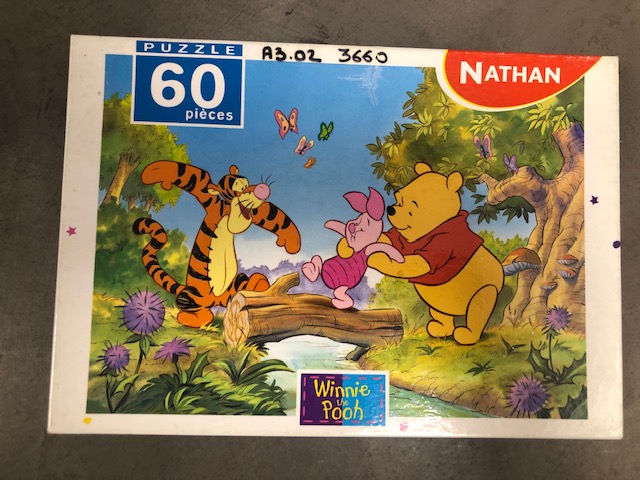 PUZZLE
60
pièces
A3.02 3660
NATHAN
Winnie
the
Pooh